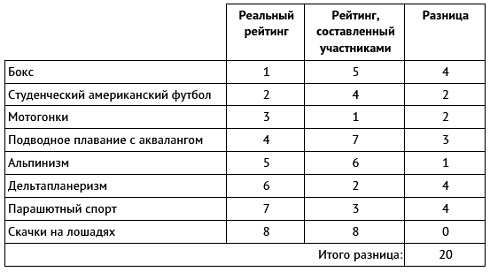 Реальный рейтинг Рейтинг, составленный участниками Разница
Бокс 1 5 4
Студенческий американский футбол 2 4 2
Мотогонки 3 1 2
Подводное плавание с аквалангом 4 7 3
Альпинизм 5 6 1
Дельтапланеризм 6 2 4
Парашютный спорт 7 3 4
Скачки на лошадях 8 8 0
Итого разница: 20